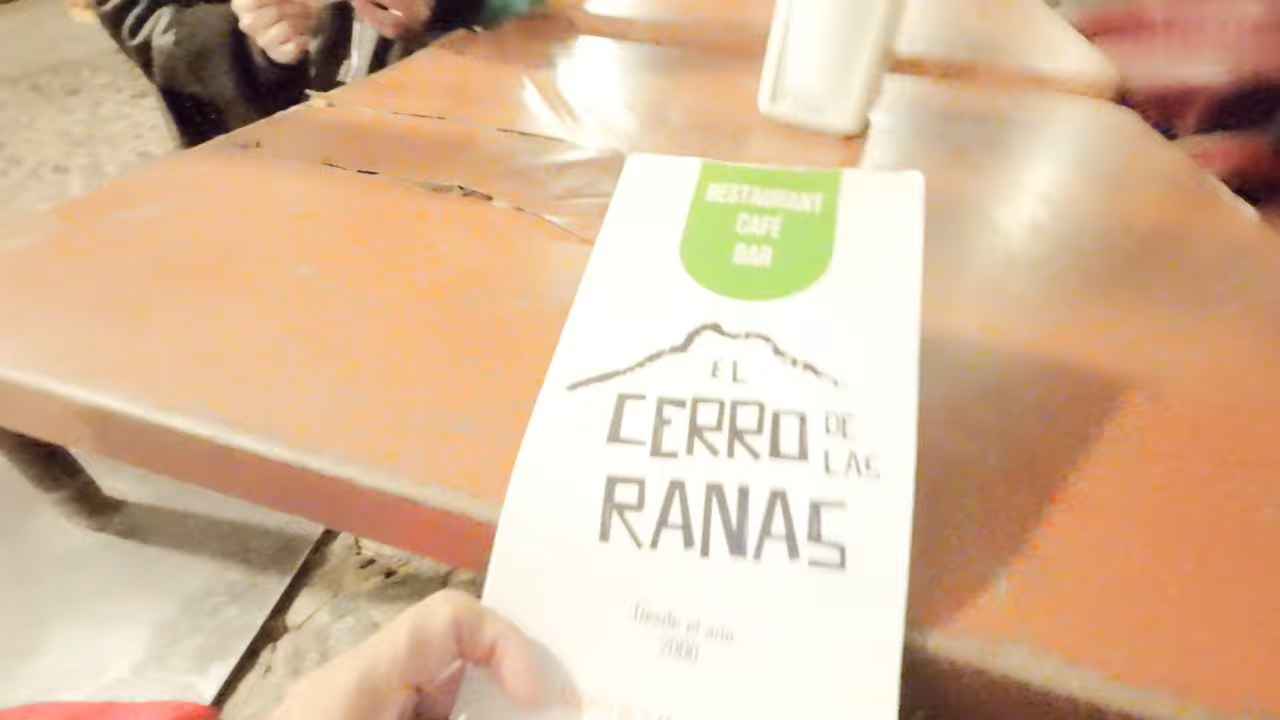 RESTAURANT
CAFÉ
BAR
EL
CERRO DE LAS
RANAS
Desde el año
2000